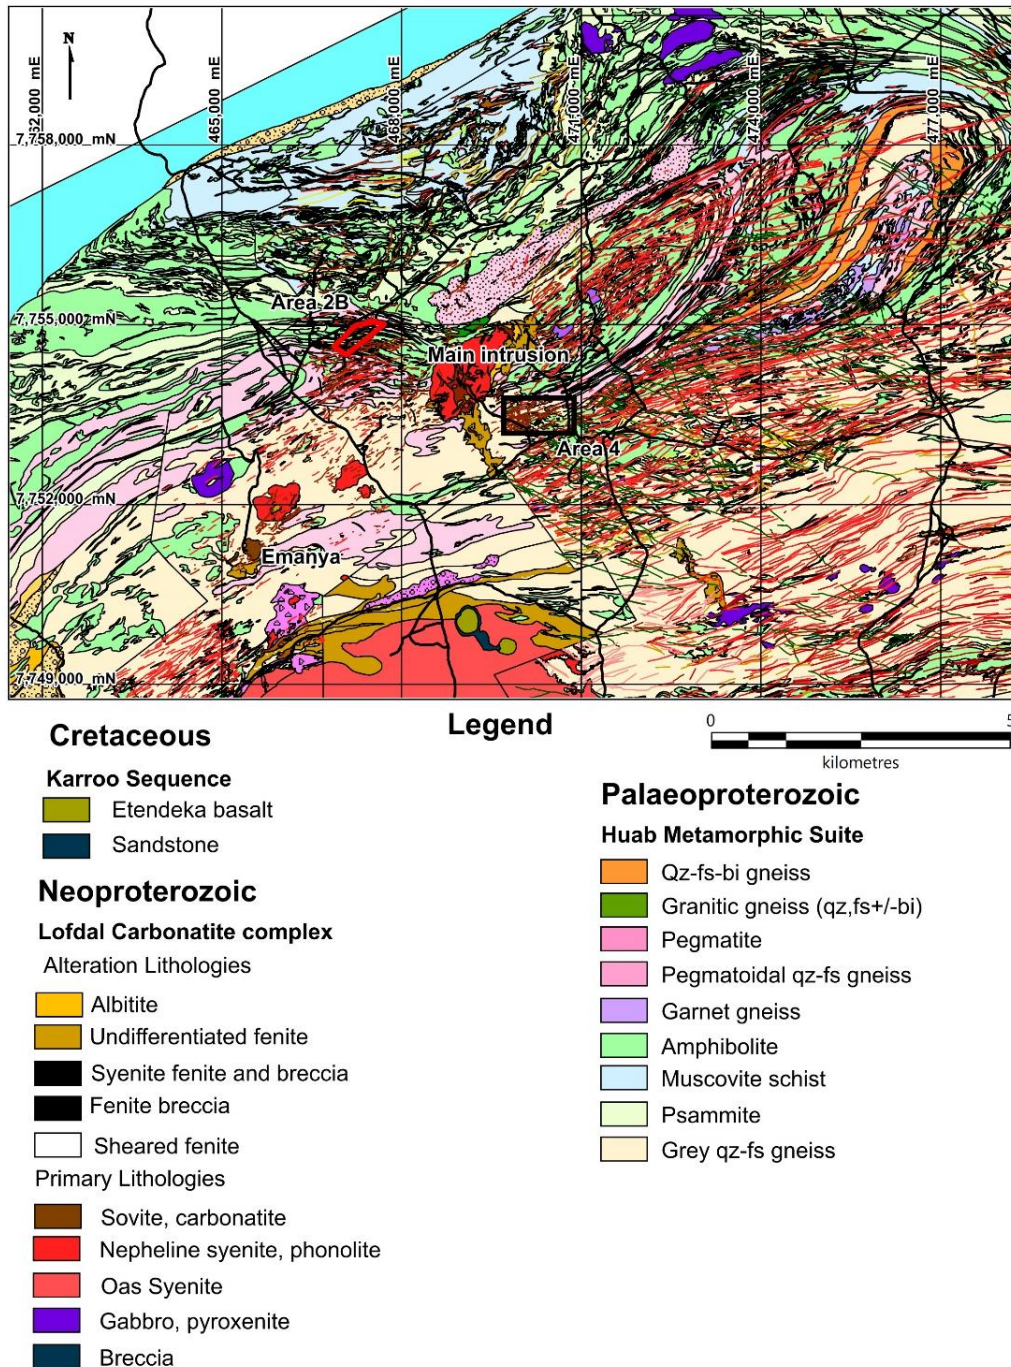 N
462,000 mE
465,000 mE
468,000 mE
471,000 mE
474,000 mE
477,000 mE
7,758,000 mN
Area 2B
7,755,000 mN
Main intrusion
Area 4
7,752,000 mN
Emanya
7,749,000 mN
Legend
0 5
kilometres
Cretaceous
Karroo Sequence
Etendeka basalt
Sandstone
Neoproterozoic
Lofdal Carbonatite complex
Alteration Lithologies
Albitite
Undifferentiated fenite
Syenite fenite and breccia
Fenite breccia
Sheared fenite
Primary Lithologies
Sovite, carbonatite
Nepheline syenite, phonolite
Oas Syenite
Gabbro, pyroxenite
Breccia
Palaeoproterozoic
Huab Metamorphic Suite
Qz-fs-bi gneiss
Granitic gneiss (qz,fs+/-bi)
Pegmatite
Pegmatoidal qz-fs gneiss
Garnet gneiss
Amphibolite
Muscovite schist
Psammite
Grey qz-fs gneiss